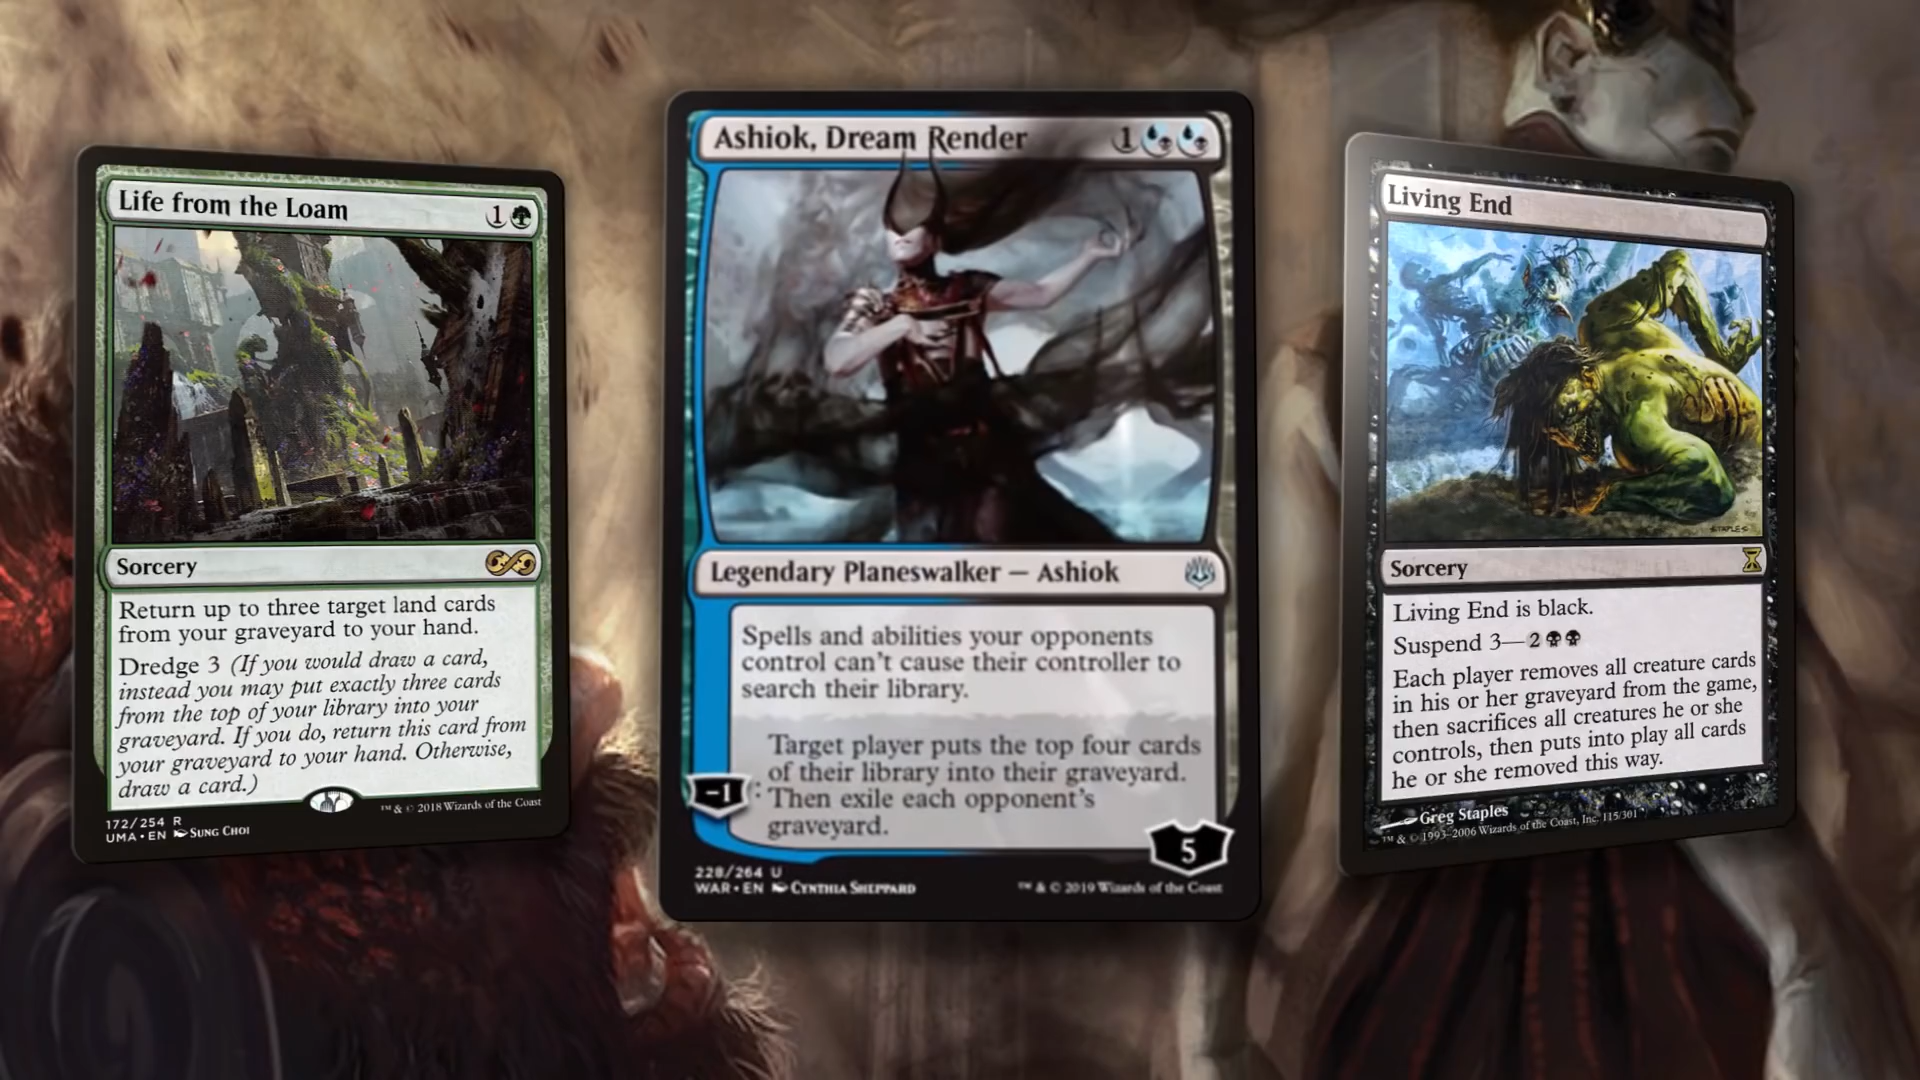 Life from the Loam 1
Sorcery
Return up to three target land cards
from your graveyard to your hand.
Dredge 3 (If you would draw a card,
instead you may put exactly three cards
from the top of your library into your
graveyard. If you do, return this card from
your graveyard to your hand. Otherwise,
draw a card.)
172/254 R
UMA • EN Sung Choi
™ & © 2018 Wizards of the Coast
Ashiok, Dream Render 1
Legendary Planeswalker — Ashiok
Spells and abilities your opponents
control can't cause their controller to
search their library.
−1: Target player puts the top four cards
of their library into their graveyard.
Then exile each opponent's
graveyard.
5
228/264 U
WAR • EN Cynthia Sheppard
™ & © 2019 Wizards of the Coast
Living End
STAPLES
Sorcery
Living End is black.
Suspend 3—2
Each player removes all creature cards
in his or her graveyard from the game,
then sacrifices all creatures he or she
controls, then puts into play all cards
he or she removed this way.
Greg Staples
™ & © 1993–2006 Wizards of the Coast, Inc. 115/301